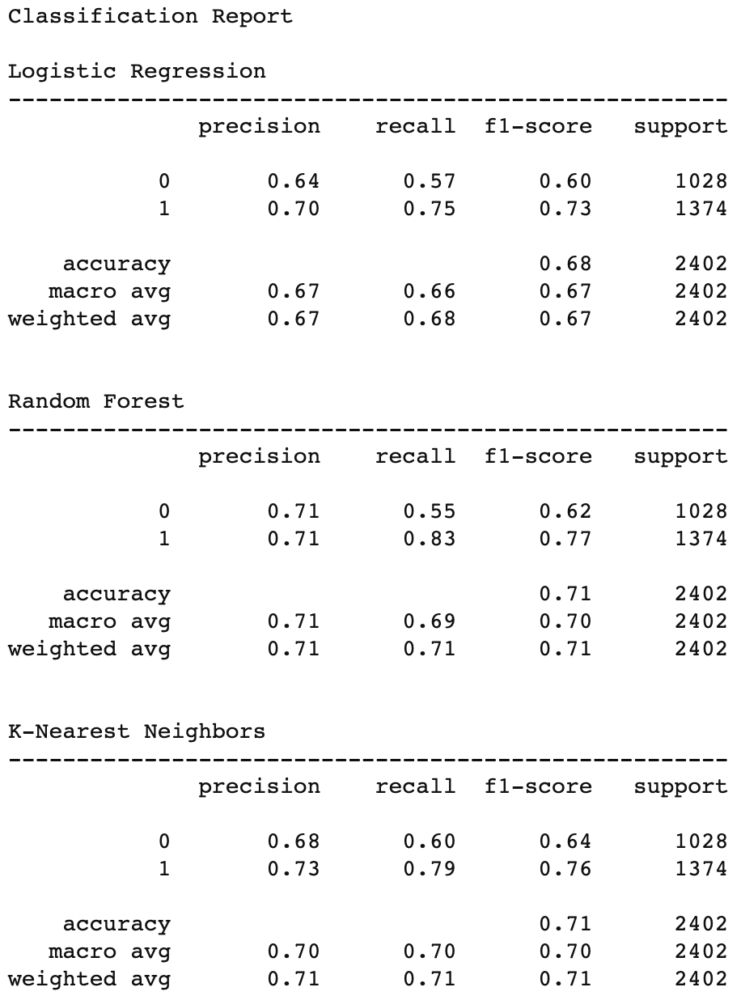 Classification Report
Logistic Regression
-----------------------------------------------------
precision recall f1-score support
0 0.64 0.57 0.60 1028
1 0.70 0.75 0.73 1374
accuracy 0.68 2402
macro avg 0.67 0.66 0.67 2402
weighted avg 0.67 0.68 0.67 2402
Random Forest
-----------------------------------------------------
precision recall f1-score support
0 0.71 0.55 0.62 1028
1 0.71 0.83 0.77 1374
accuracy 0.71 2402
macro avg 0.71 0.69 0.70 2402
weighted avg 0.71 0.71 0.71 2402
K-Nearest Neighbors
-----------------------------------------------------
precision recall f1-score support
0 0.68 0.60 0.64 1028
1 0.73 0.79 0.76 1374
accuracy 0.71 2402
macro avg 0.70 0.70 0.70 2402
weighted avg 0.71 0.71 0.71 2402